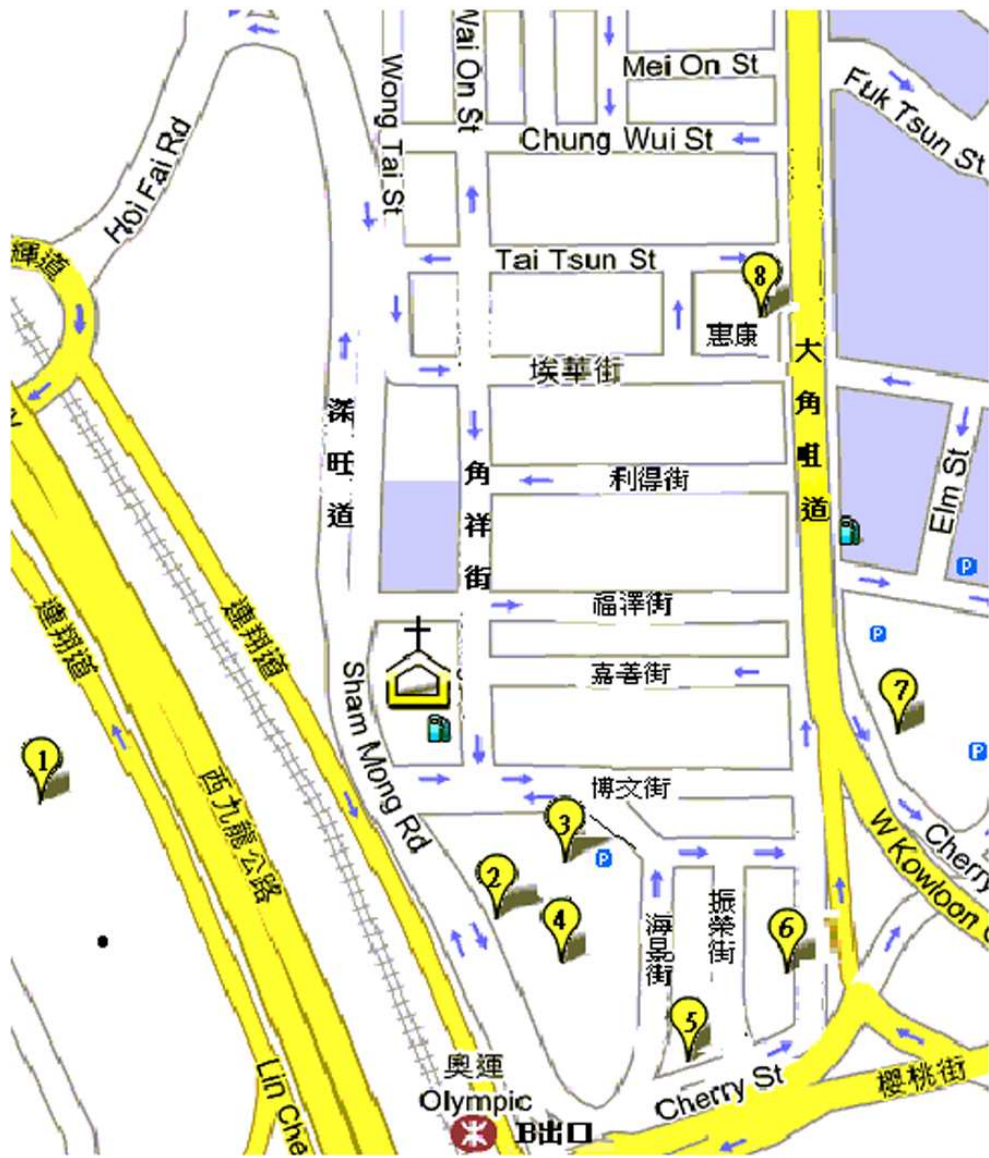 Wai On St
Mei On St
Fuk Tsun St
Chung Wui St
Wong Tai St
Hoi Fai Rd
輝道
Tai Tsun St
8
惠康
埃華街
大角咀道
深旺道
利得街
角祥街
Elm St
P
福澤街
P
連翔道
連翔道
嘉善街
Sham Mong Rd
7
P
1
博文街
西九龍公路
3
P
Cherry
W Kowloon C
2
4
海景街
振榮街
6
5
奧運
Olympic
Lin Che
Cherry St
櫻桃街
B出口